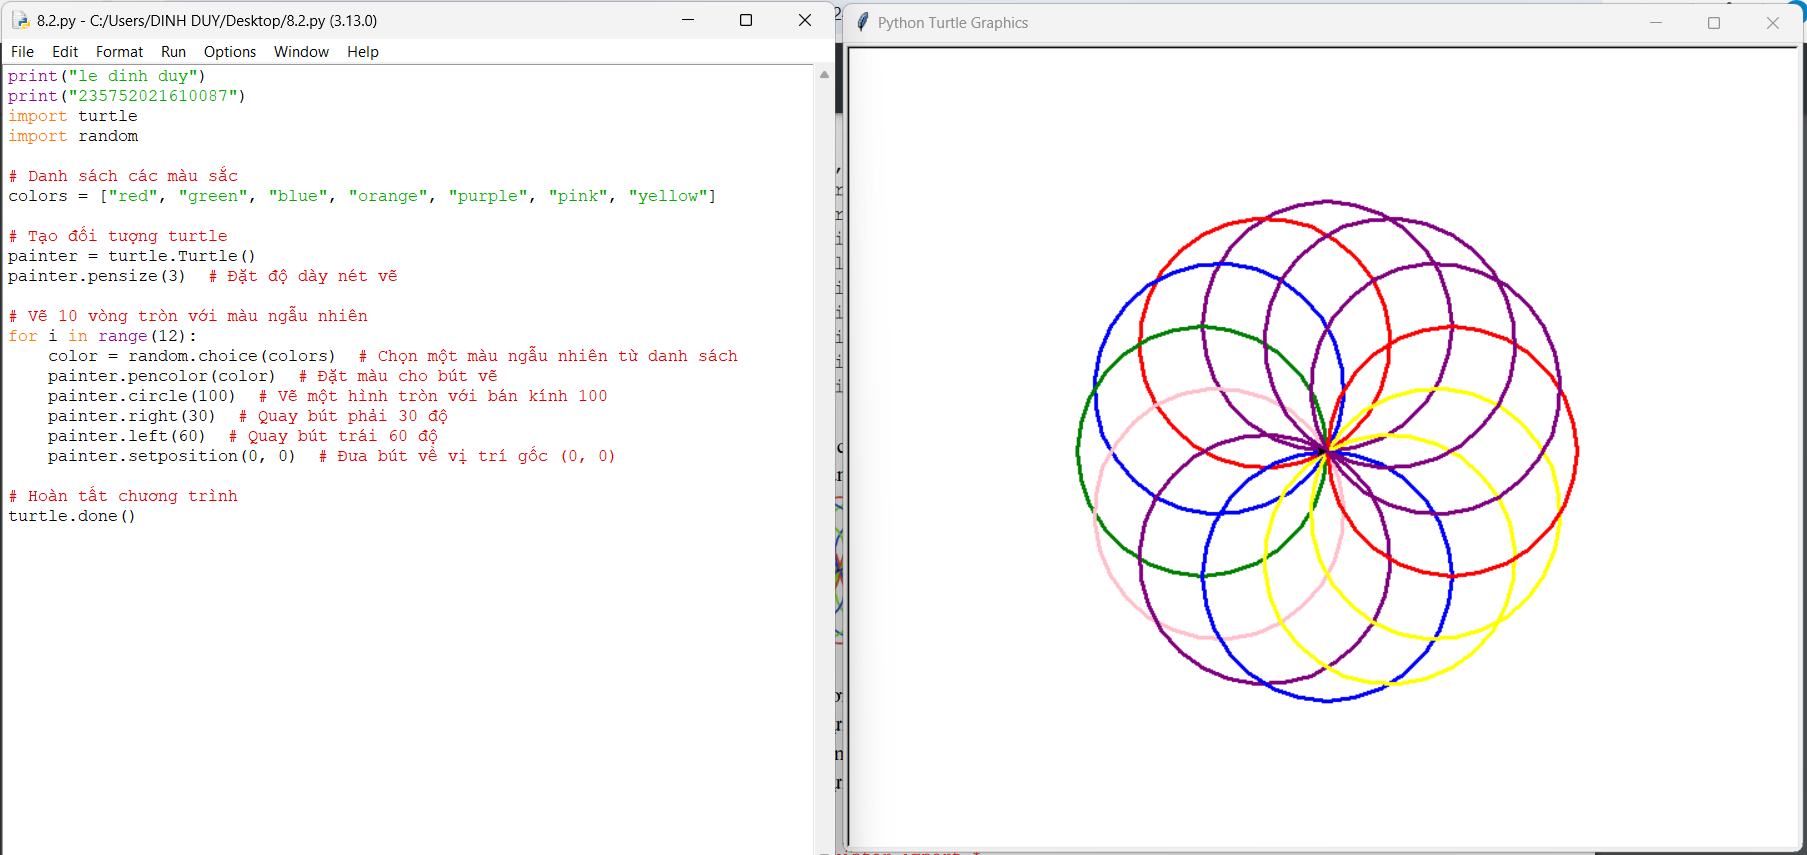 8.2.py - C:/Users/DINH DUY/Desktop/8.2.py (3.13.0)
File Edit Format Run Options Window Help
print("le dinh duy")
print("235752021610087")
import turtle
import random
# Danh sách các màu sắc
colors = ["red", "green", "blue", "orange", "purple", "pink", "yellow"]
# Tạo đối tượng turtle
painter = turtle.Turtle()
painter.pensize(3)  # Đặt độ dày nét vẽ
# Vẽ 10 vòng tròn với màu ngẫu nhiên
for i in range(12):
    color = random.choice(colors)  # Chọn một màu ngẫu nhiên từ danh sách
    painter.pencolor(color)  # Đặt màu cho bút vẽ
    painter.circle(100)  # Vẽ một hình tròn với bán kính 100
    painter.right(30)  # Quay bút phải 30 độ
    painter.left(60)  # Quay bút trái 60 độ
    painter.setposition(0, 0)  # Đưa bút về vị trí gốc (0, 0)
# Hoàn tất chương trình
turtle.done()
Python Turtle Graphics